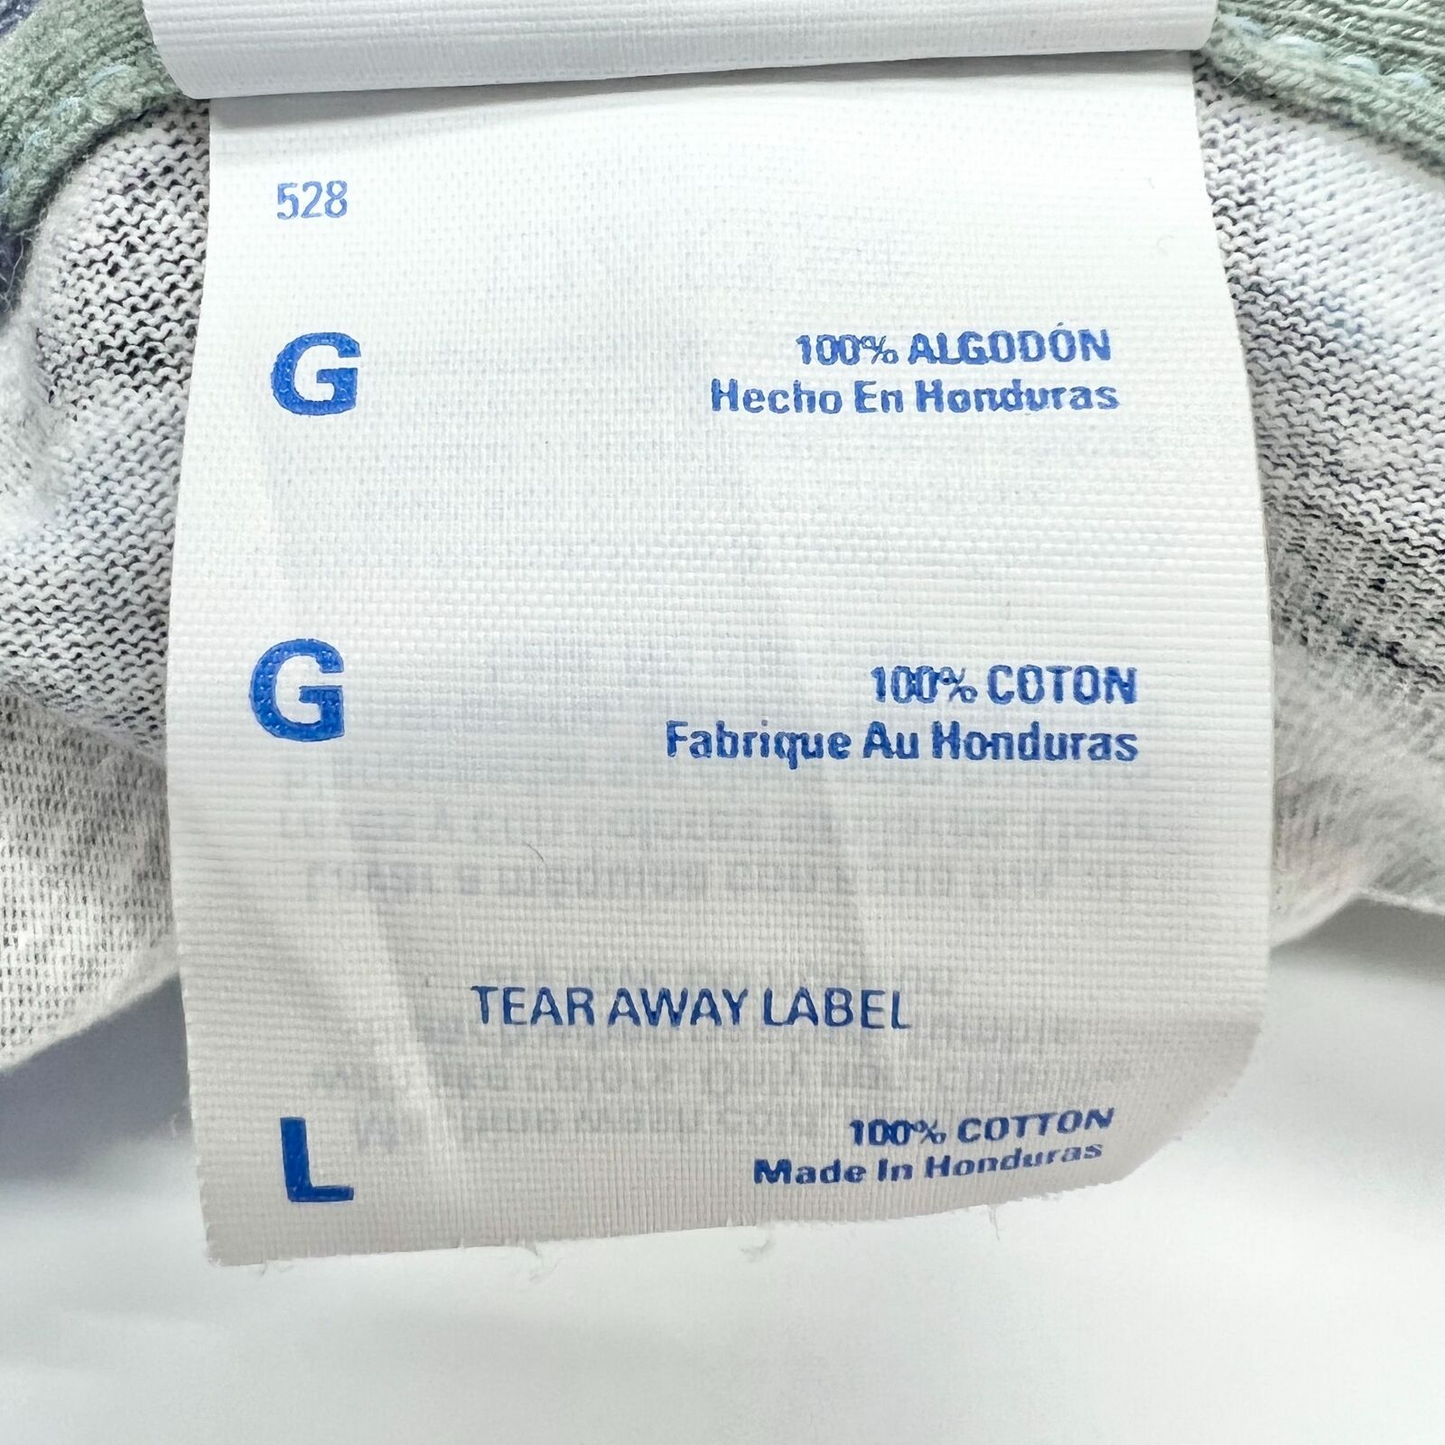 528
G
100% ALGODÓN
Hecho En Honduras
G
100% COTON
Fabrique Au Honduras
TEAR AWAY LABEL
L
100% COTTON
Made In Honduras